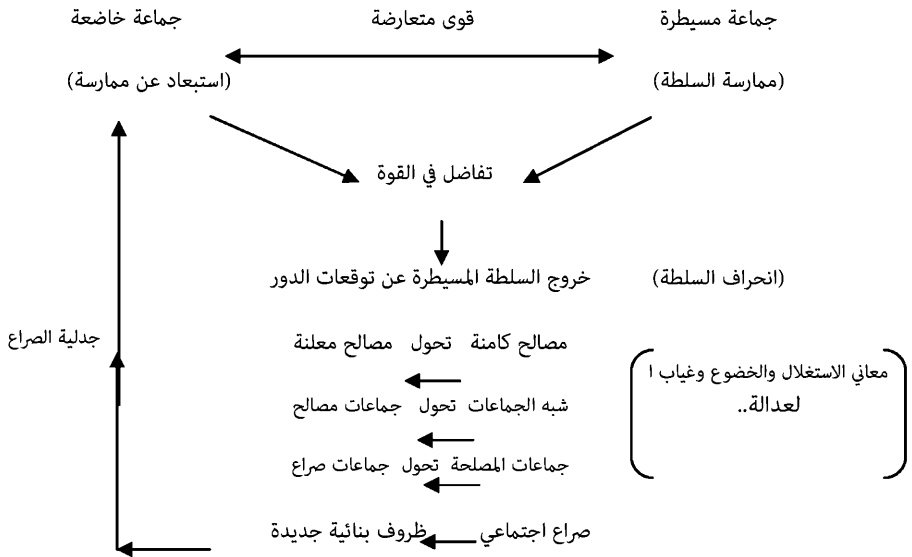 جماعة مسيطرة قوى متعارضة جماعة خاضعة
(ممارسة السلطة) (استبعاد عن ممارسة)
تفاضل في القوة
(انحراف السلطة) خروج السلطة المسيطرة عن توقعات الدور
مصالح كامنة تحول مصالح معلنة
جدلية الصراع
معاني الاستغلال والخضوع وغياب ا
لعدالة..
شبه الجماعات تحول جماعات مصالح
جماعات المصلحة تحول جماعات صراع
صراع اجتماعي ظروف بنائية جديدة